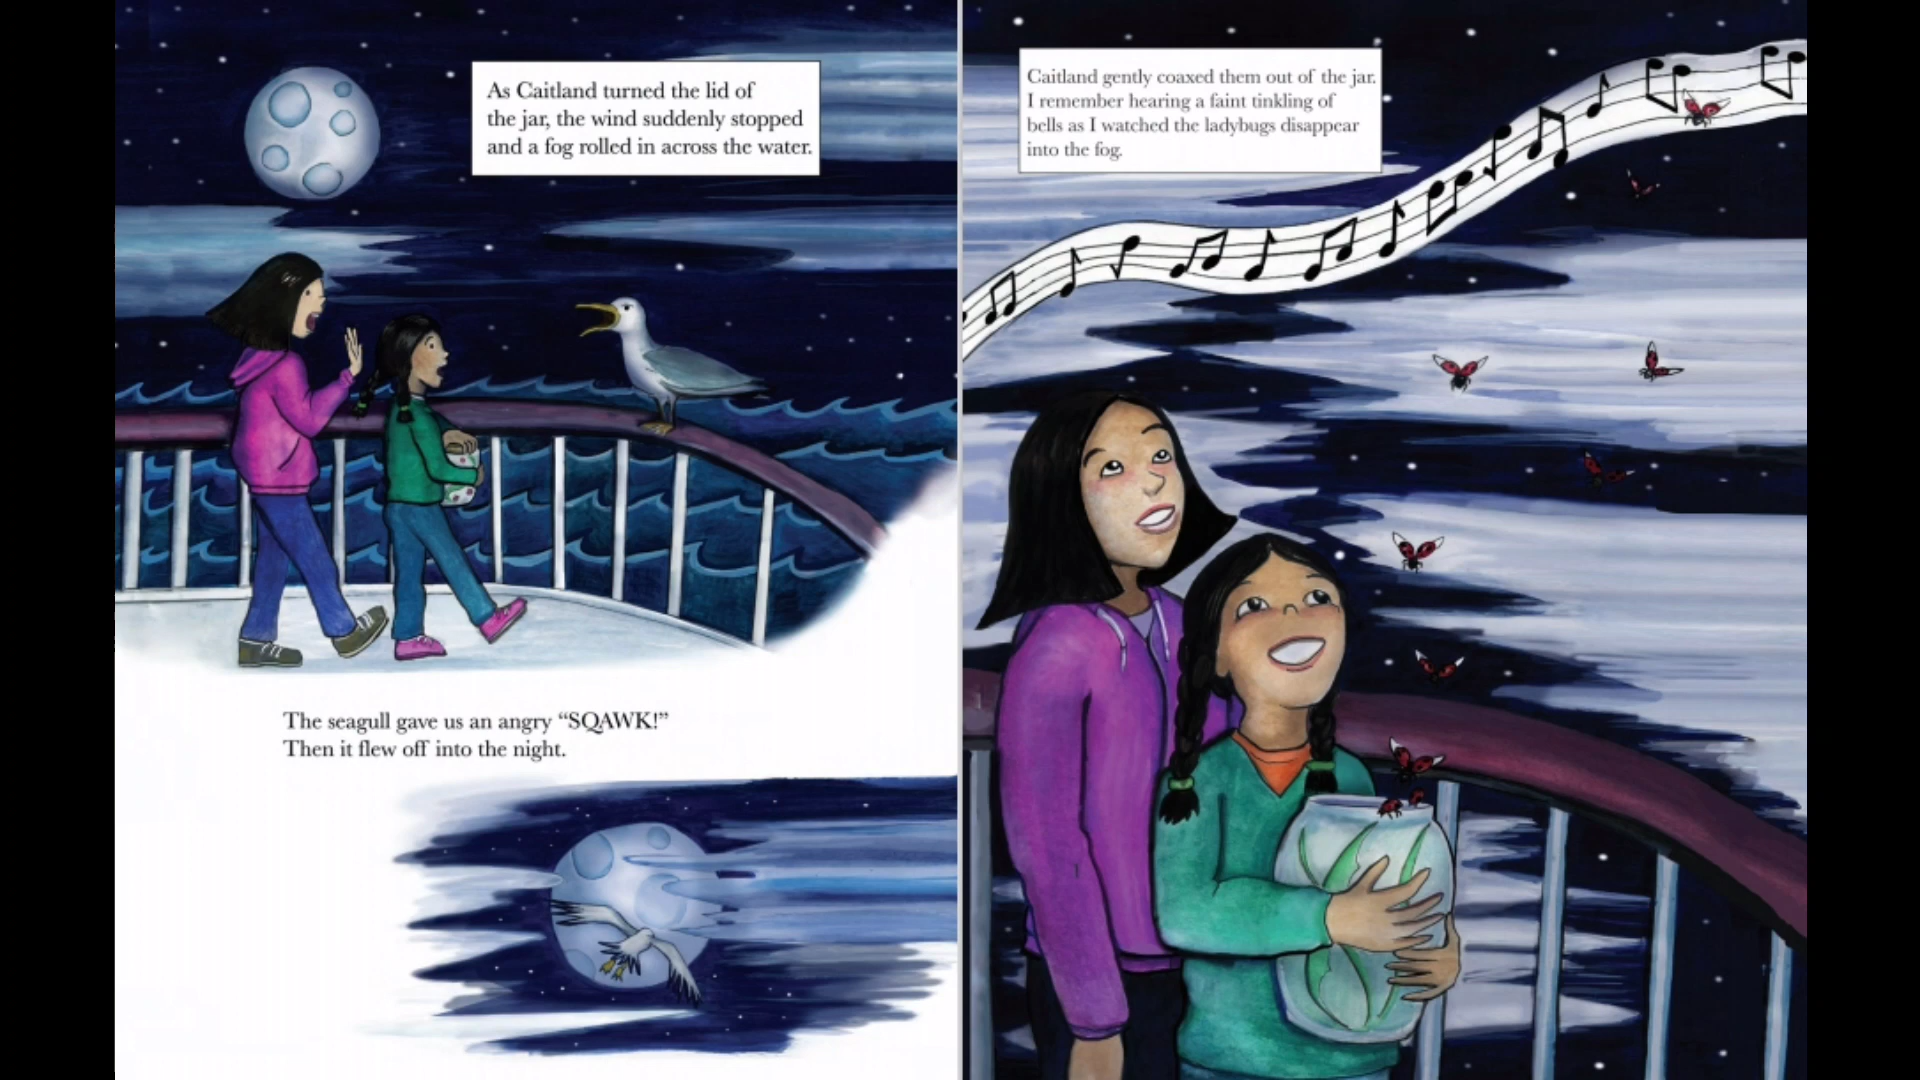 As Caitland turned the lid of
the jar, the wind suddenly stopped
and a fog rolled in across the water.
The seagull gave us an angry “SQAWK!”
Then it flew off into the night.
Caitland gently coaxed them out of the jar.
I remember hearing a faint tinkling of
bells as I watched the ladybugs disappear
into the fog.